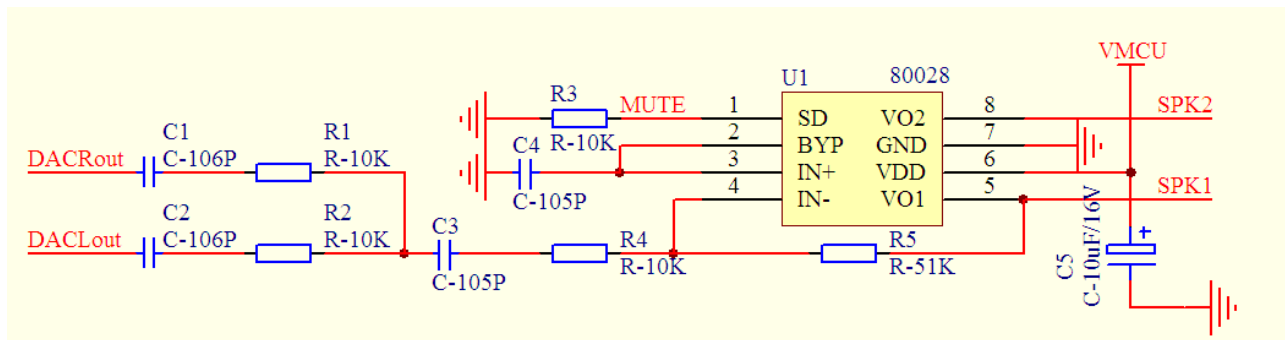 VMCU
U1 80028
R3 MUTE 1 SD VO2 8 SPK2
R-10K
C1 R1 C4 2 BYP GND 7
C-106P R-10K
DACRout 3 IN+ VDD 6
C-105P 4 IN- VO1 5 SPK1
C2 R2
C-106P R-10K
DACLout C3 R4 R5
C-105P R-10K R-51K
C5
C-10uF/16V
+